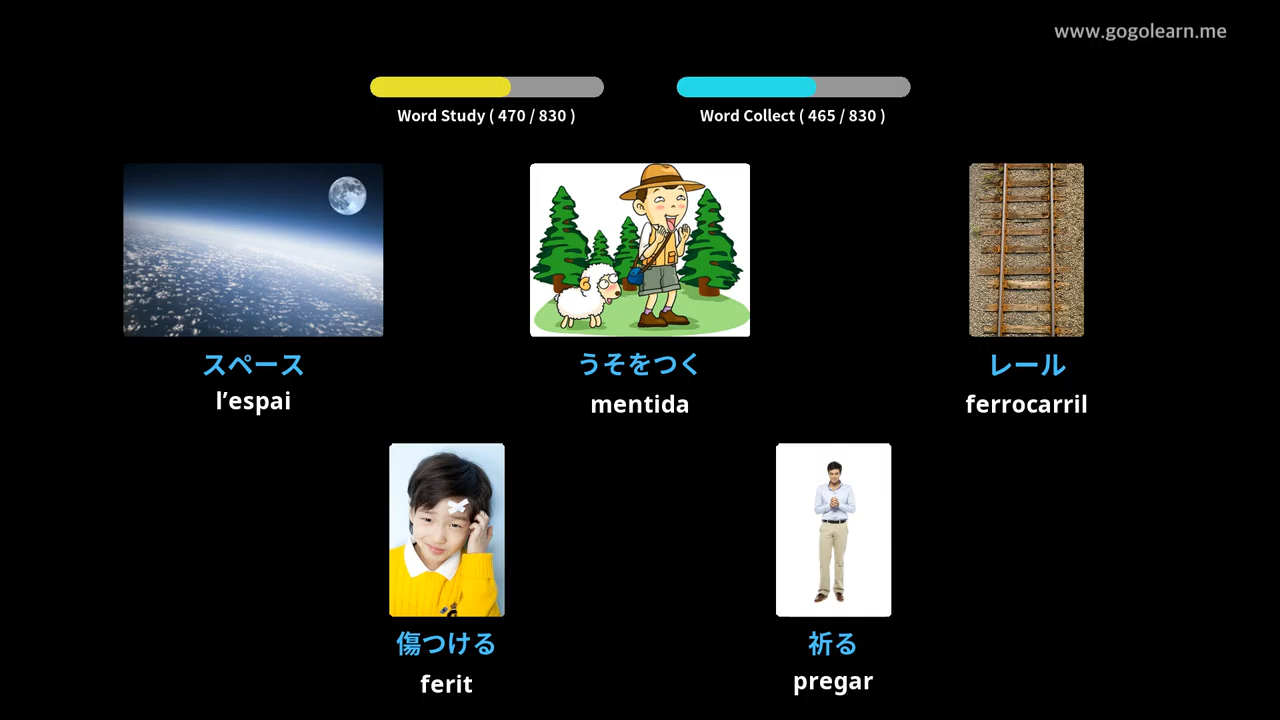 www.gogolearn.me
Word Study ( 470 / 830 )
Word Collect ( 465 / 830 )
スペース
l’espai
うそをつく
mentida
レール
ferrocarril
傷つける
ferit
祈る
pregar